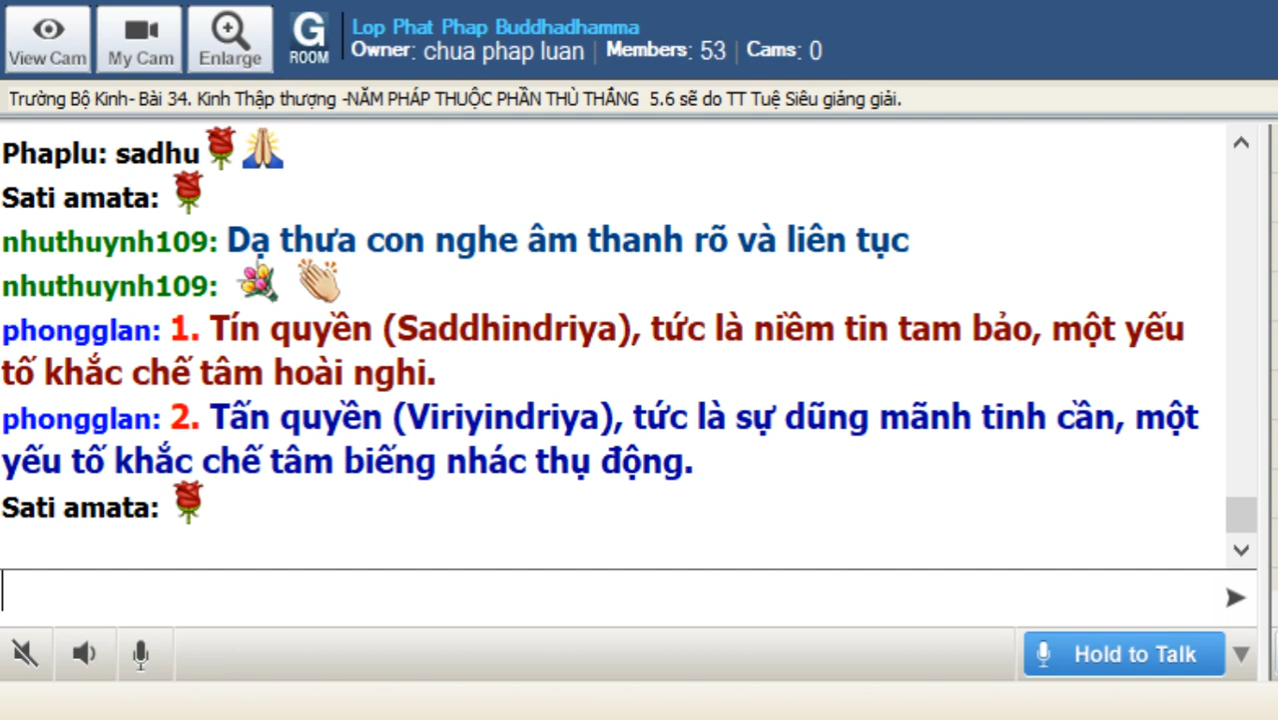 View Cam
My Cam
Enlarge
G
ROOM
Lop Phat Phap Buddhadhamma
Owner: chua phap luan | Members: 53 | Cams: 0
Trường Bộ Kinh- Bài 34. Kinh Thập thượng -NĂM PHÁP THUỘC PHẦN THÙ THẮNG 5.6 sẽ do TT Tuệ Siêu giảng giải.
Phaplu: sadhu
Sati amata:
nhuthuynh109: Dạ thưa con nghe âm thanh rõ và liên tục
nhuthuynh109:
phongglan: 1. Tín quyền (Saddhindriya), tức là niềm tin tam bảo, một yếu
tố khắc chế tâm hoài nghi.
phongglan: 2. Tấn quyền (Viriyindriya), tức là sự dũng mãnh tinh cần, một
yếu tố khắc chế tâm biếng nhác thụ động.
Sati amata:
Hold to Talk